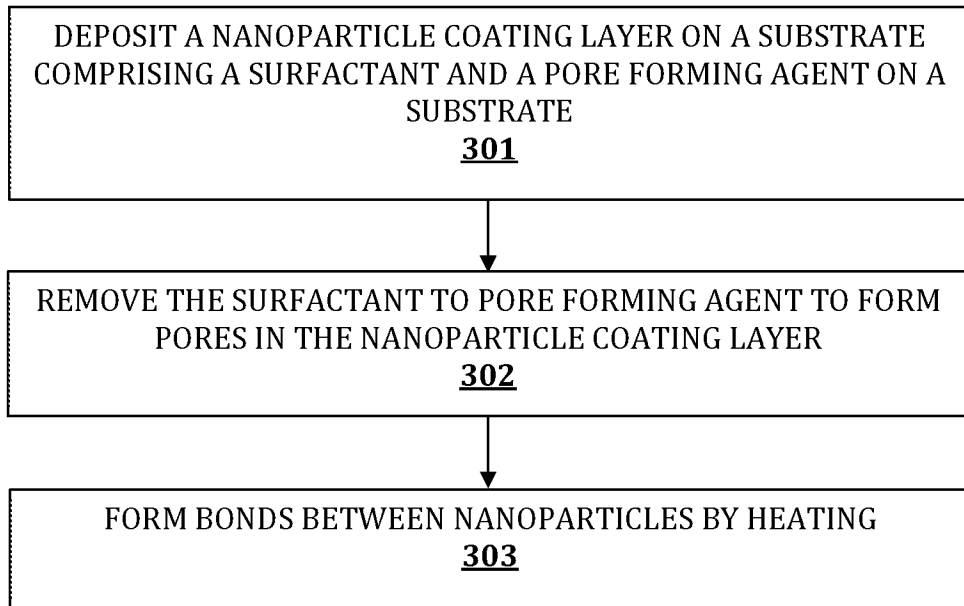 DEPOSIT A NANOPARTICLE COATING LAYER ON A SUBSTRATE
COMPRISING A SURFACTANT AND A PORE FORMING AGENT ON A
SUBSTRATE
301
REMOVE THE SURFACTANT TO PORE FORMING AGENT TO FORM
PORES IN THE NANOPARTICLE COATING LAYER
302
FORM BONDS BETWEEN NANOPARTICLES BY HEATING
303